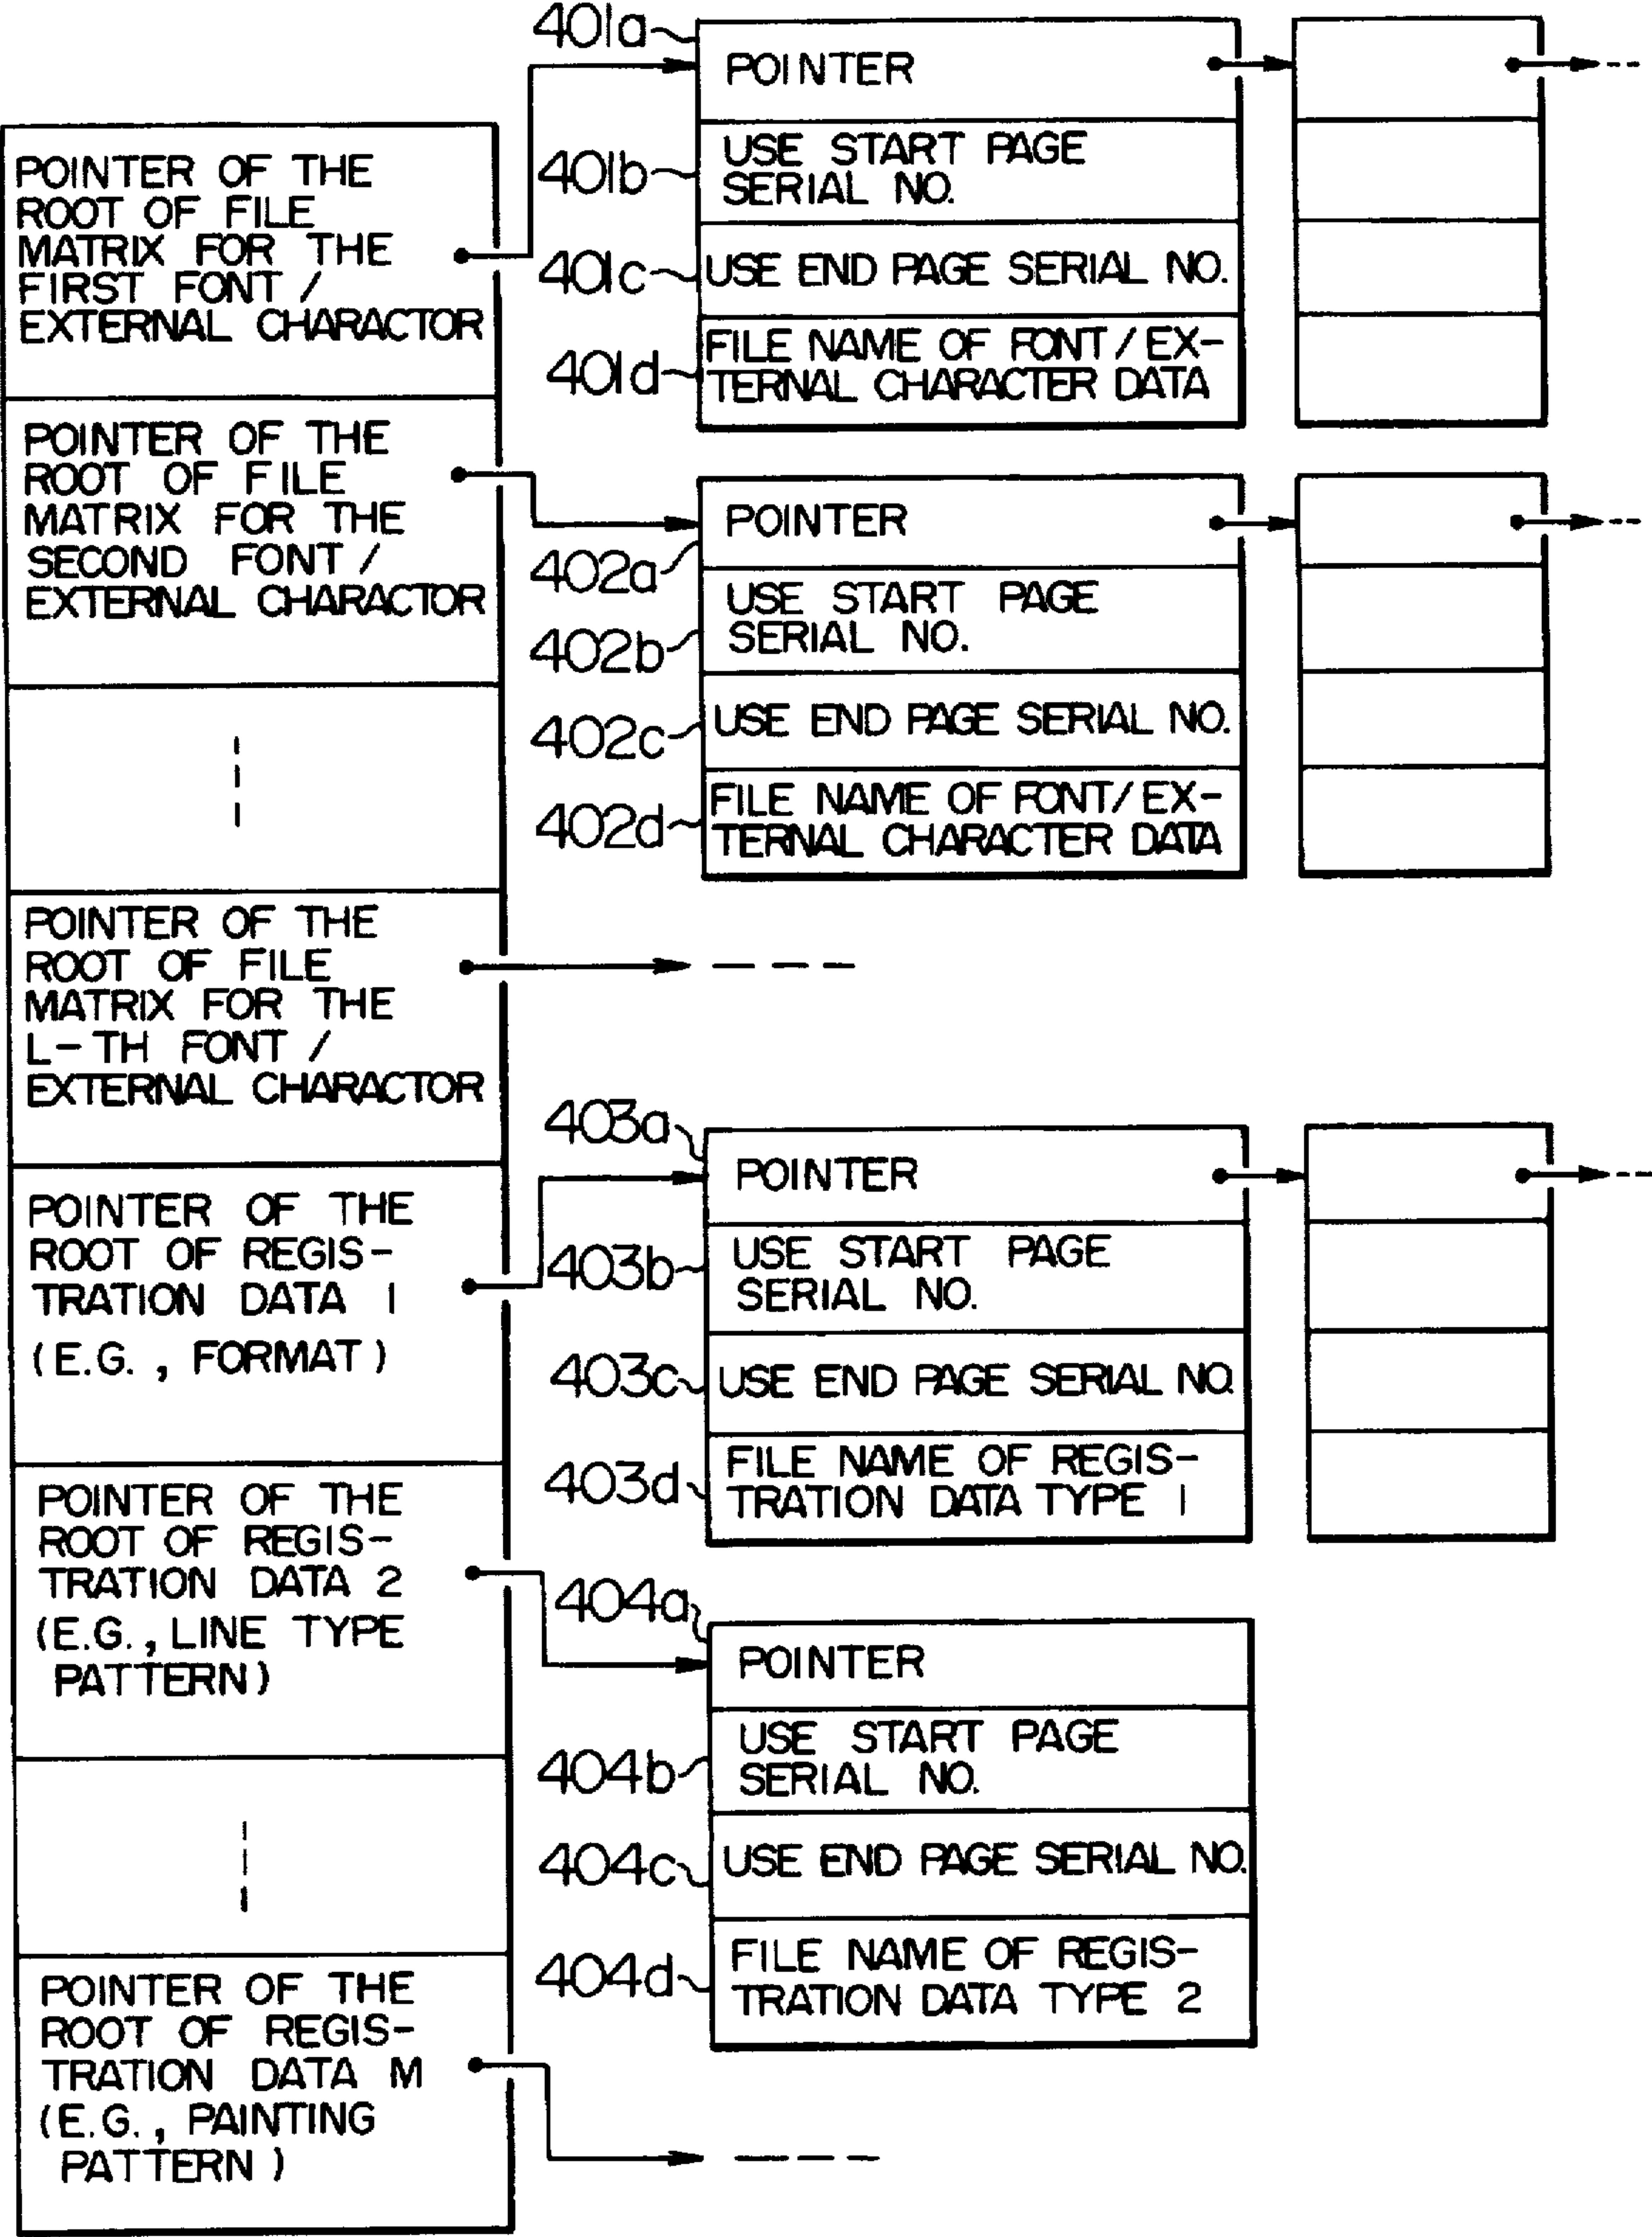 POINTER OF THE
ROOT OF FILE
MATRIX FOR THE
FIRST FONT /
EXTERNAL CHARACTOR
POINTER OF THE
ROOT OF FILE
MATRIX FOR THE
SECOND FONT /
EXTERNAL CHARACTOR
POINTER OF THE
ROOT OF FILE
MATRIX FOR THE
L-TH FONT /
EXTERNAL CHARACTOR
POINTER OF THE
ROOT OF REGIS-
TRATION DATA 1
(E.G., FORMAT)
POINTER OF THE
ROOT OF REGIS-
TRATION DATA 2
(E.G., LINE TYPE
PATTERN)
POINTER OF THE
ROOT OF REGIS-
TRATION DATA M
(E.G., PAINTING
PATTERN)
401a
POINTER
401b
USE START PAGE
SERIAL NO.
401c
USE END PAGE SERIAL NO.
401d
FILE NAME OF FONT/EX-
TERNAL CHARACTER DATA
POINTER
402a
USE START PAGE
SERIAL NO.
402b
USE END PAGE SERIAL NO.
402c
FILE NAME OF FONT/EX-
TERNAL CHARACTER DATA
402d
403a
POINTER
403b
USE START PAGE
SERIAL NO.
403c
USE END PAGE SERIAL NO.
403d
FILE NAME OF REGIS-
TRATION DATA TYPE 1
404a
POINTER
404b
USE START PAGE
SERIAL NO.
404c
USE END PAGE SERIAL NO.
404d
FILE NAME OF REGIS-
TRATION DATA TYPE 2